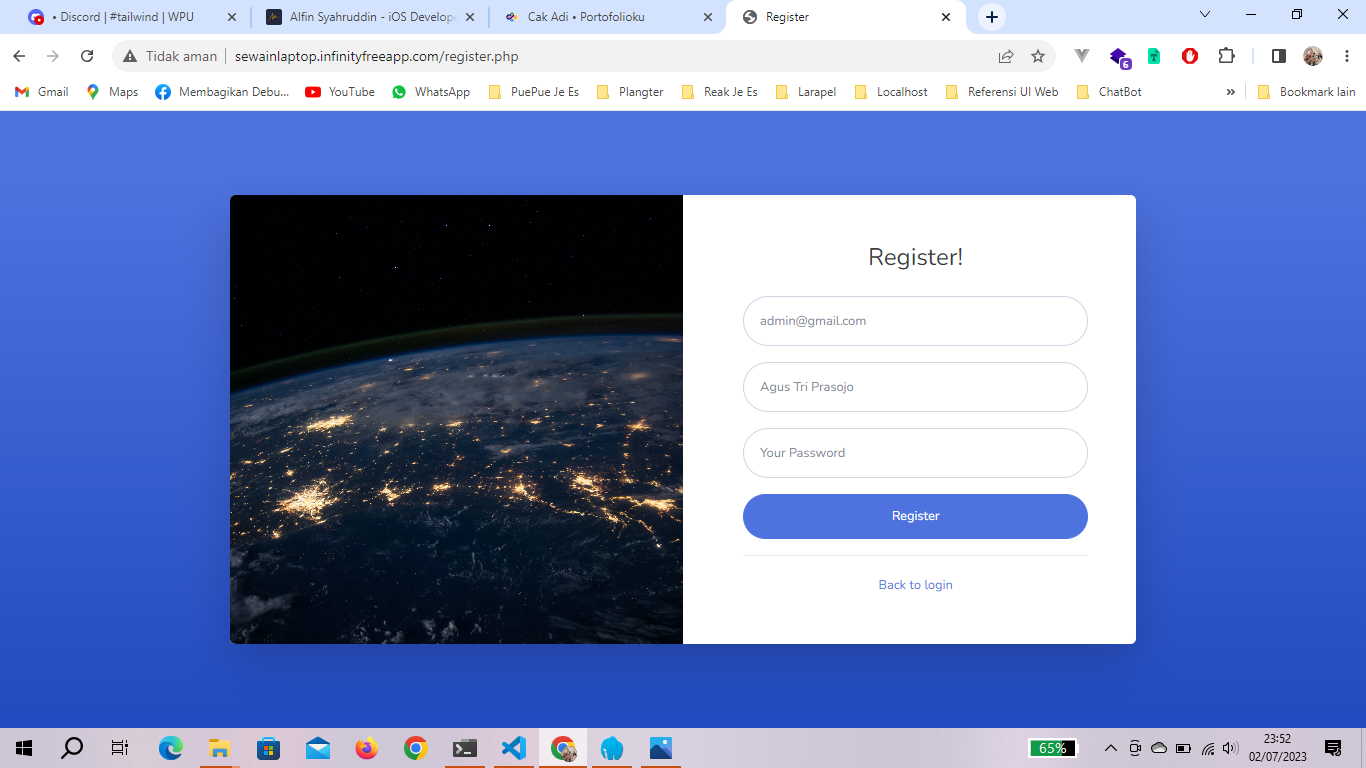 • Discord | #tailwind | WPU
Alfin Syahruddin - iOS Develope
Cak Adi • Portofolioku
Register
Tidak aman
sewainlaptop.infinityfreeapp.com/register.php
6
Gmail
Maps
Membagikan Debu...
YouTube
WhatsApp
PuePue Je Es
Plangter
Reak Je Es
Larapel
Localhost
Referensi UI Web
ChatBot
»
Bookmark lain
Register!
admin@gmail.com
Agus Tri Prasojo
Your Password
Register
Back to login
65%
23:52
02/07/2023